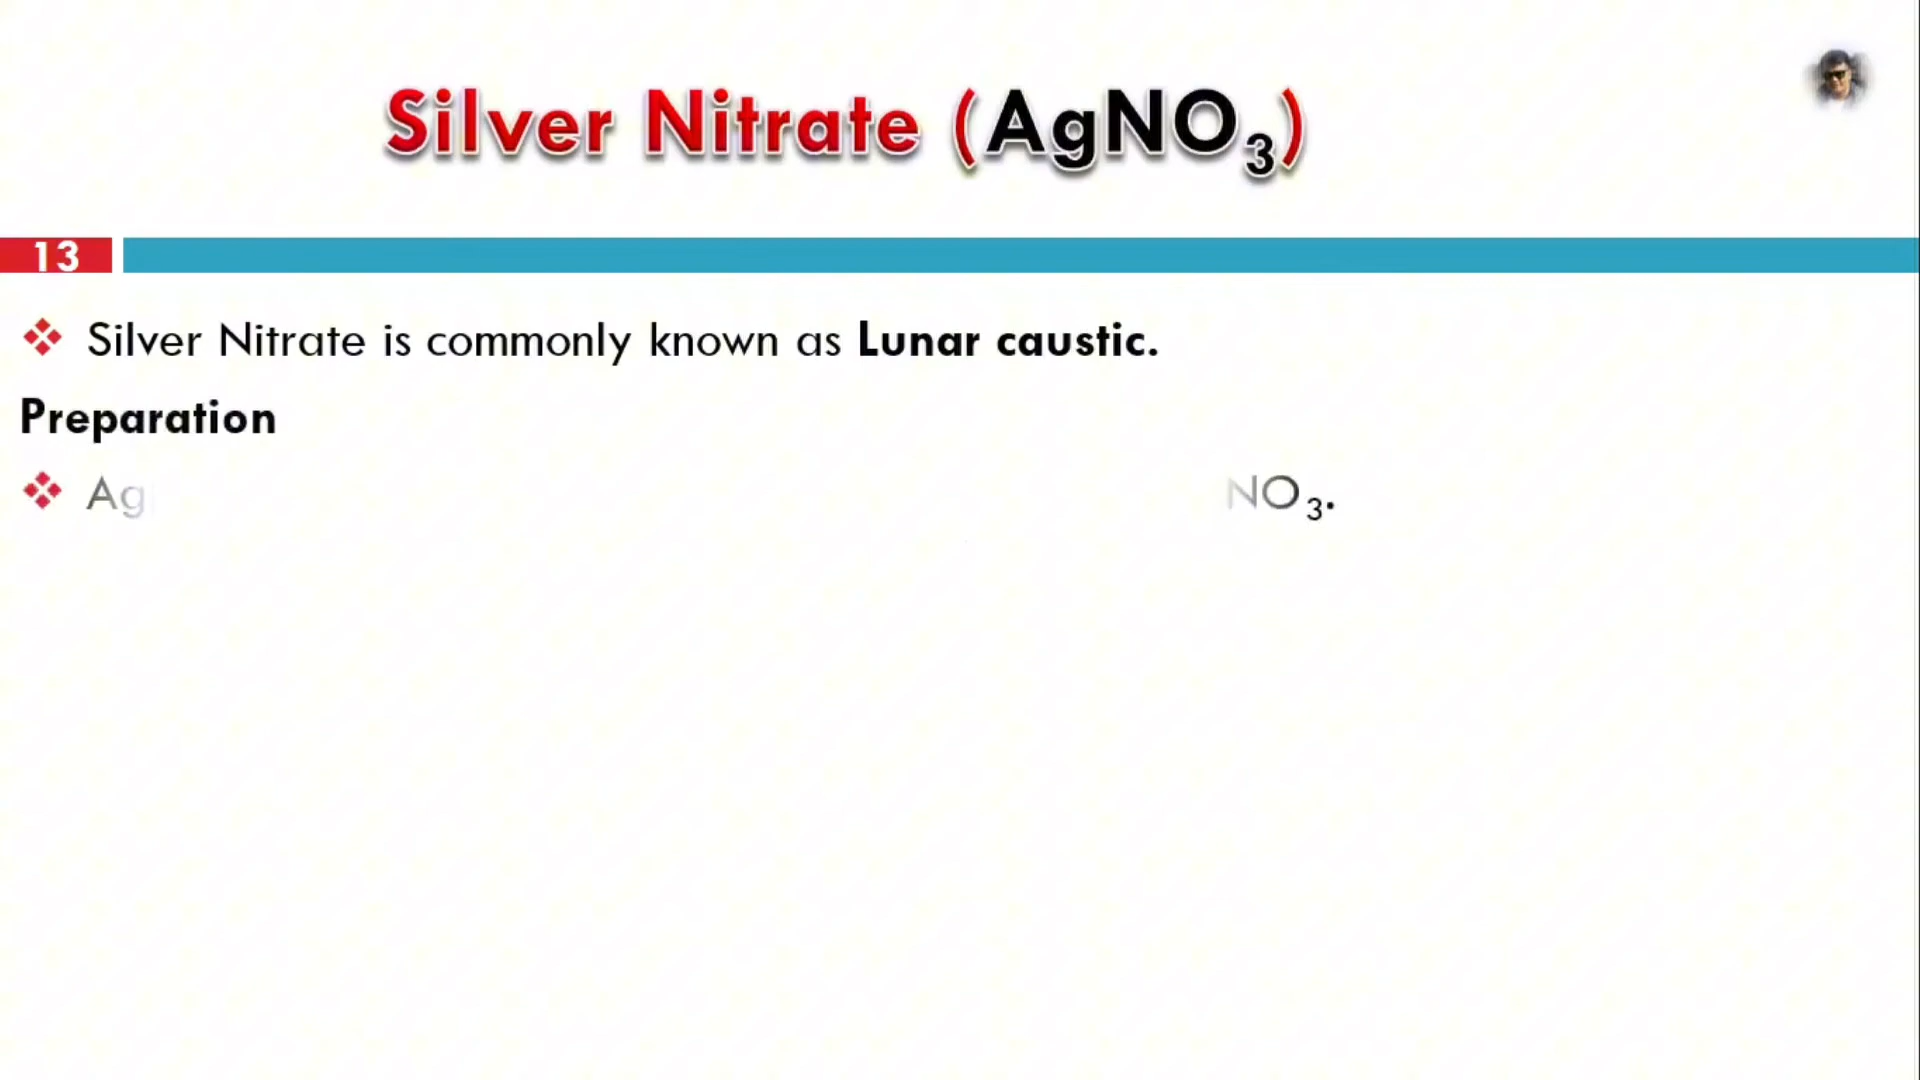 Silver Nitrate (AgNO₃)
13
❖ Silver Nitrate is commonly known as Lunar caustic.
Preparation
❖ Ag NO₃.